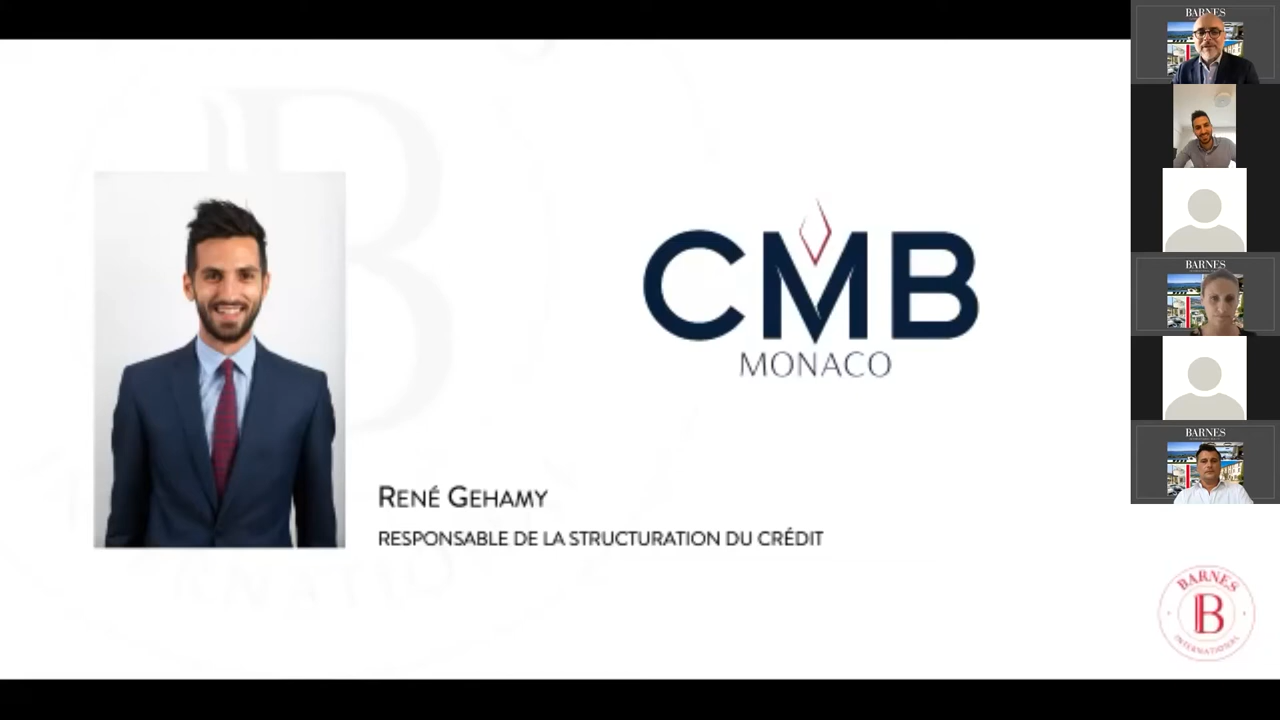 CMB
MONACO
RENÉ GEHAMY
RESPONSABLE DE LA STRUCTURATION DU CRÉDIT
BARNES
BARNES
BARNES
BARNES
B
INTERNATIONAL